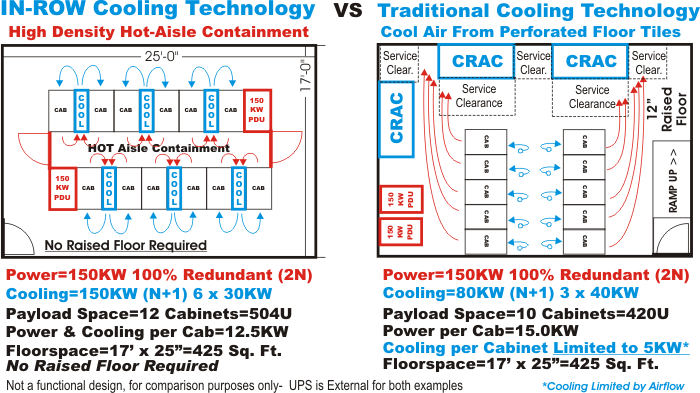 IN-ROW Cooling Technology
VS
Traditional Cooling Technology
High Density Hot-Aisle Containment
Cool Air From Perforated Floor Tiles
25'-0"
17'-0"
CAB
COOL
CAB
CAB
COOL
CAB
CAB
COOL
CAB
150
KW
PDU
HOT Aisle Containment
150
KW
PDU
CAB
COOL
CAB
CAB
COOL
CAB
CAB
COOL
CAB
No Raised Floor Required
Service
Clear.
CRAC
Service
Clear.
CRAC
Service
Clear.
Service
Clearance
Service
Clearance
CRAC
12"
Raised
Floor
RAMP UP >>
150
KW
PDU
150
KW
PDU
CAB
CAB
CAB
CAB
CAB
CAB
CAB
CAB
CAB
CAB
Power=150KW 100% Redundant (2N)
Cooling=150KW (N+1) 6 x 30KW
Payload Space=12 Cabinets=504U
Power & Cooling per Cab=12.5KW
Floorspace=17’ x 25”=425 Sq. Ft.
No Raised Floor Required
Power=150KW 100% Redundant (2N)
Cooling=80KW (N+1) 3 x 40KW
Payload Space=10 Cabinets=420U
Power per Cab=15.0KW
Cooling per Cabinet Limited to 5KW*
Floorspace=17’ x 25”=425 Sq. Ft.
Not a functional design, for comparison purposes only- UPS is External for both examples
*Cooling Limited by Airflow